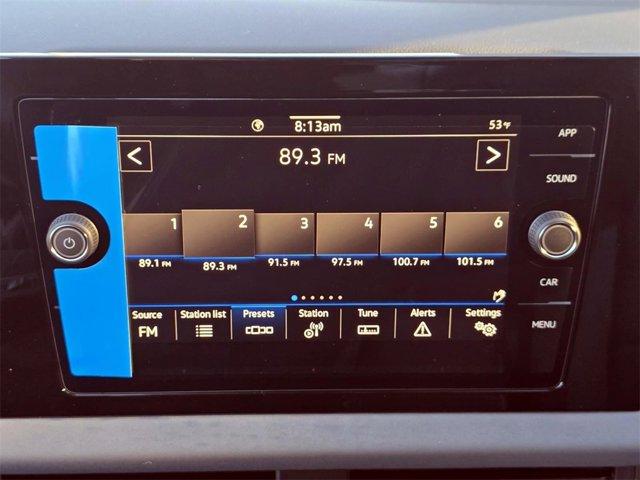 8:13am 53°F
APP
89.3 FM
SOUND
1 2 3 4 5 6
89.1 FM 89.3 FM 91.5 FM 97.5 FM 100.7 FM 101.5 FM
CAR
Source Station list Presets Station Tune Alerts Settings
FM
MENU